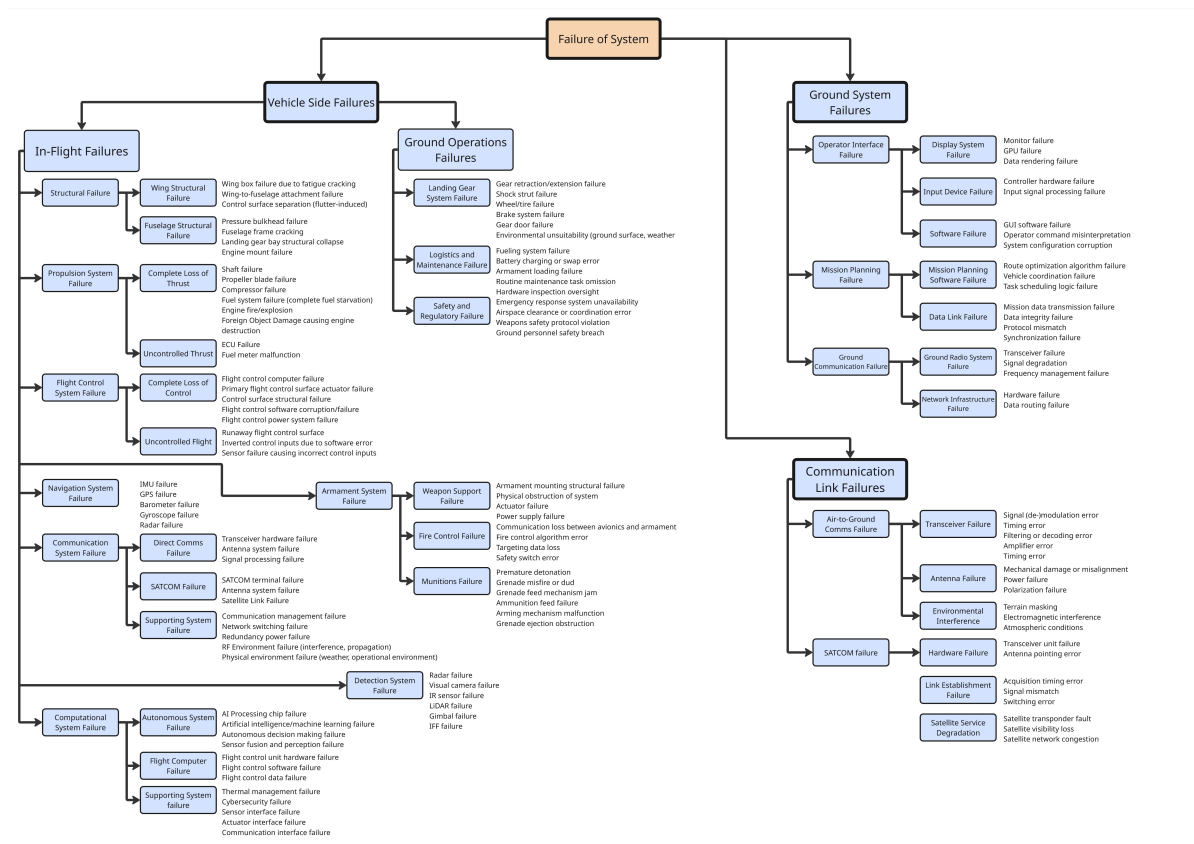 Failure of System
Vehicle Side Failures
In-Flight Failures
Structural Failure
Wing Structural
Failure
Wing box failure due to fatigue cracking
Wing-to-fuselage attachment failure
Control surface separation (flutter-induced)
Fuselage Structural
Failure
Pressure bulkhead failure
Fuselage frame cracking
Landing gear bay structural collapse
Engine mount failure
Propulsion System
Failure
Complete Loss of
Thrust
Shaft failure
Propeller blade failure
Compressor failure
Fuel system failure (complete fuel starvation)
Engine fire/explosion
Foreign Object Damage causing engine
destruction
Uncontrolled Thrust
ECU Failure
Fuel meter malfunction
Flight Control
System Failure
Complete Loss of
Control
Flight control computer failure
Primary flight control surface actuator failure
Control surface structural failure
Flight control software corruption/failure
Flight control power system failure
Uncontrolled Flight
Runaway flight control surface
Inverted control inputs due to software error
Sensor failure causing incorrect control inputs
Navigation System
Failure
IMU failure
GPS failure
Barometer failure
Gyroscope failure
Radar failure
Armament System
Failure
Weapon Support
Failure
Armament mounting structural failure
Physical obstruction of system
Actuator failure
Power supply failure
Fire Control Failure
Communication loss between avionics and armament
Fire control algorithm error
Targeting data loss
Safety switch error
Munitions Failure
Premature detonation
Grenade misfire or dud
Grenade feed mechanism jam
Ammunition feed failure
Arming mechanism malfunction
Grenade ejection obstruction
Communication
System Failure
Direct Comms
Failure
Transceiver hardware failure
Antenna system failure
Signal processing failure
SATCOM Failure
SATCOM terminal failure
Antenna system failure
Satellite Link Failure
Supporting System
Failure
Communication management failure
Network switching failure
Redundancy power failure
RF Environment failure (interference, propagation)
Physical environment failure (weather, operational environment)
Detection System
Failure
Radar failure
Visual camera failure
IR sensor failure
LiDAR failure
Gimbal failure
IFF failure
Computational
System Failure
Autonomous System
Failure
AI Processing chip failure
Artificial intelligence/machine learning failure
Autonomous decision making failure
Sensor fusion and perception failure
Flight Computer
Failure
Flight control unit hardware failure
Flight control software failure
Flight control data failure
Supporting System
failure
Thermal management failure
Cybersecurity failure
Sensor interface failure
Actuator interface failure
Communication interface failure
Ground Operations
Failures
Landing Gear
System Failure
Gear retraction/extension failure
Shock strut failure
Wheel/tire failure
Brake system failure
Gear door failure
Environmental unsuitability (ground surface, weather
Logistics and
Maintenance Failure
Fueling system failure
Battery charging or swap error
Armament loading failure
Routine maintenance task omission
Hardware inspection oversight
Safety and
Regulatory Failure
Emergency response system unavailability
Airspace clearance or coordination error
Weapons safety protocol violation
Ground personnel safety breach
Ground System
Failures
Operator Interface
Failure
Display System
Failure
Monitor failure
GPU failure
Data rendering failure
Input Device Failure
Controller hardware failure
Input signal processing failure
Software Failure
GUI software failure
Operator command misinterpretation
System configuration corruption
Mission Planning
Failure
Mission Planning
Software Failure
Route optimization algorithm failure
Vehicle coordination failure
Task scheduling logic failure
Data Link Failure
Mission data transmission failure
Data integrity failure
Protocol mismatch
Synchronization failure
Ground
Communication Failure
Ground Radio System
Failure
Transceiver failure
Signal degradation
Frequency management failure
Network Infrastructure
Failure
Hardware failure
Data routing failure
Communication
Link Failures
Air-to-Ground
Comms Failure
Transceiver Failure
Signal (de-)modulation error
Timing error
Filtering or decoding error
Amplifier error
Timing error
Antenna Failure
Mechanical damage or misalignment
Power failure
Polarization failure
Environmental
Interference
Terrain masking
Electromagnetic interference
Atmospheric conditions
SATCOM failure
Hardware Failure
Transceiver unit failure
Antenna pointing error
Link Establishment
Failure
Acquisition timing error
Signal mismatch
Switching error
Satellite Service
Degradation
Satellite transponder fault
Satellite visibility loss
Satellite network congestion